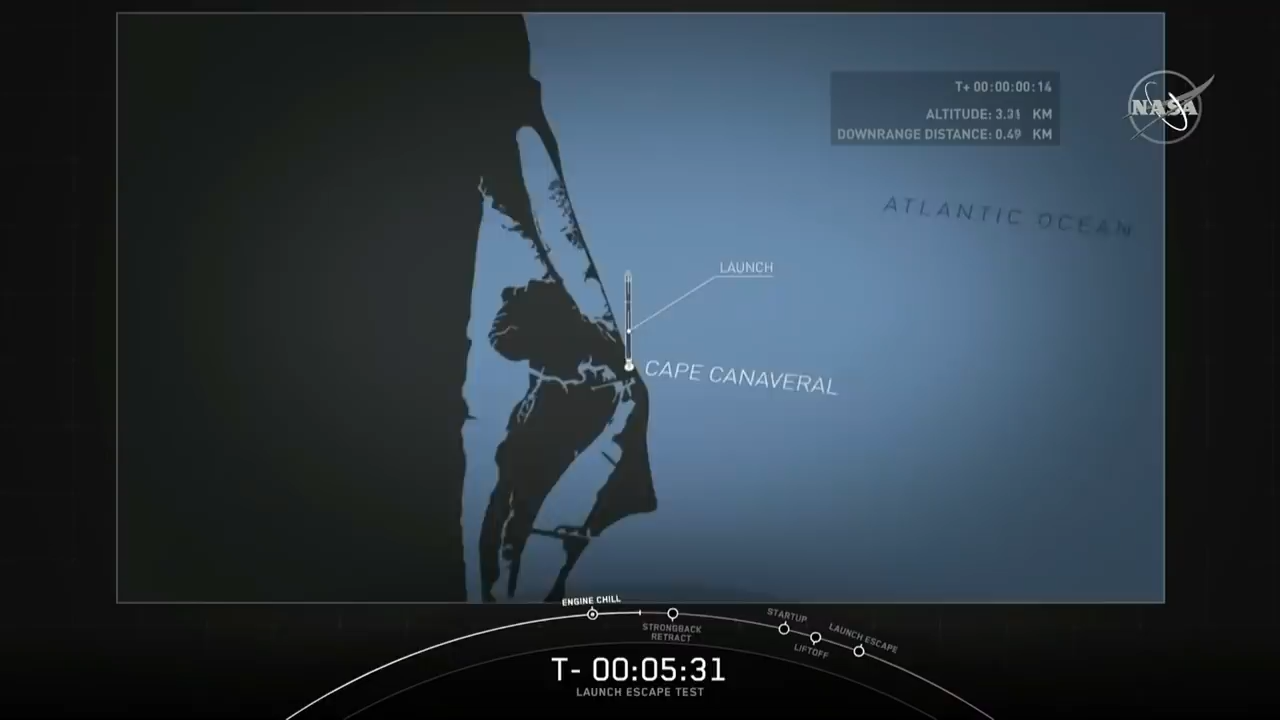 T+ 00:00:00:14
ALTITUDE: 3.31 KM
DOWNRANGE DISTANCE: 0.49 KM
NASA
ATLANTIC OCEAN
LAUNCH
CAPE CANAVERAL
ENGINE CHILL
STRONGBACK
RETRACT
STARTUP
LIFTOFF
LAUNCH ESCAPE
T- 00:05:31
LAUNCH ESCAPE TEST